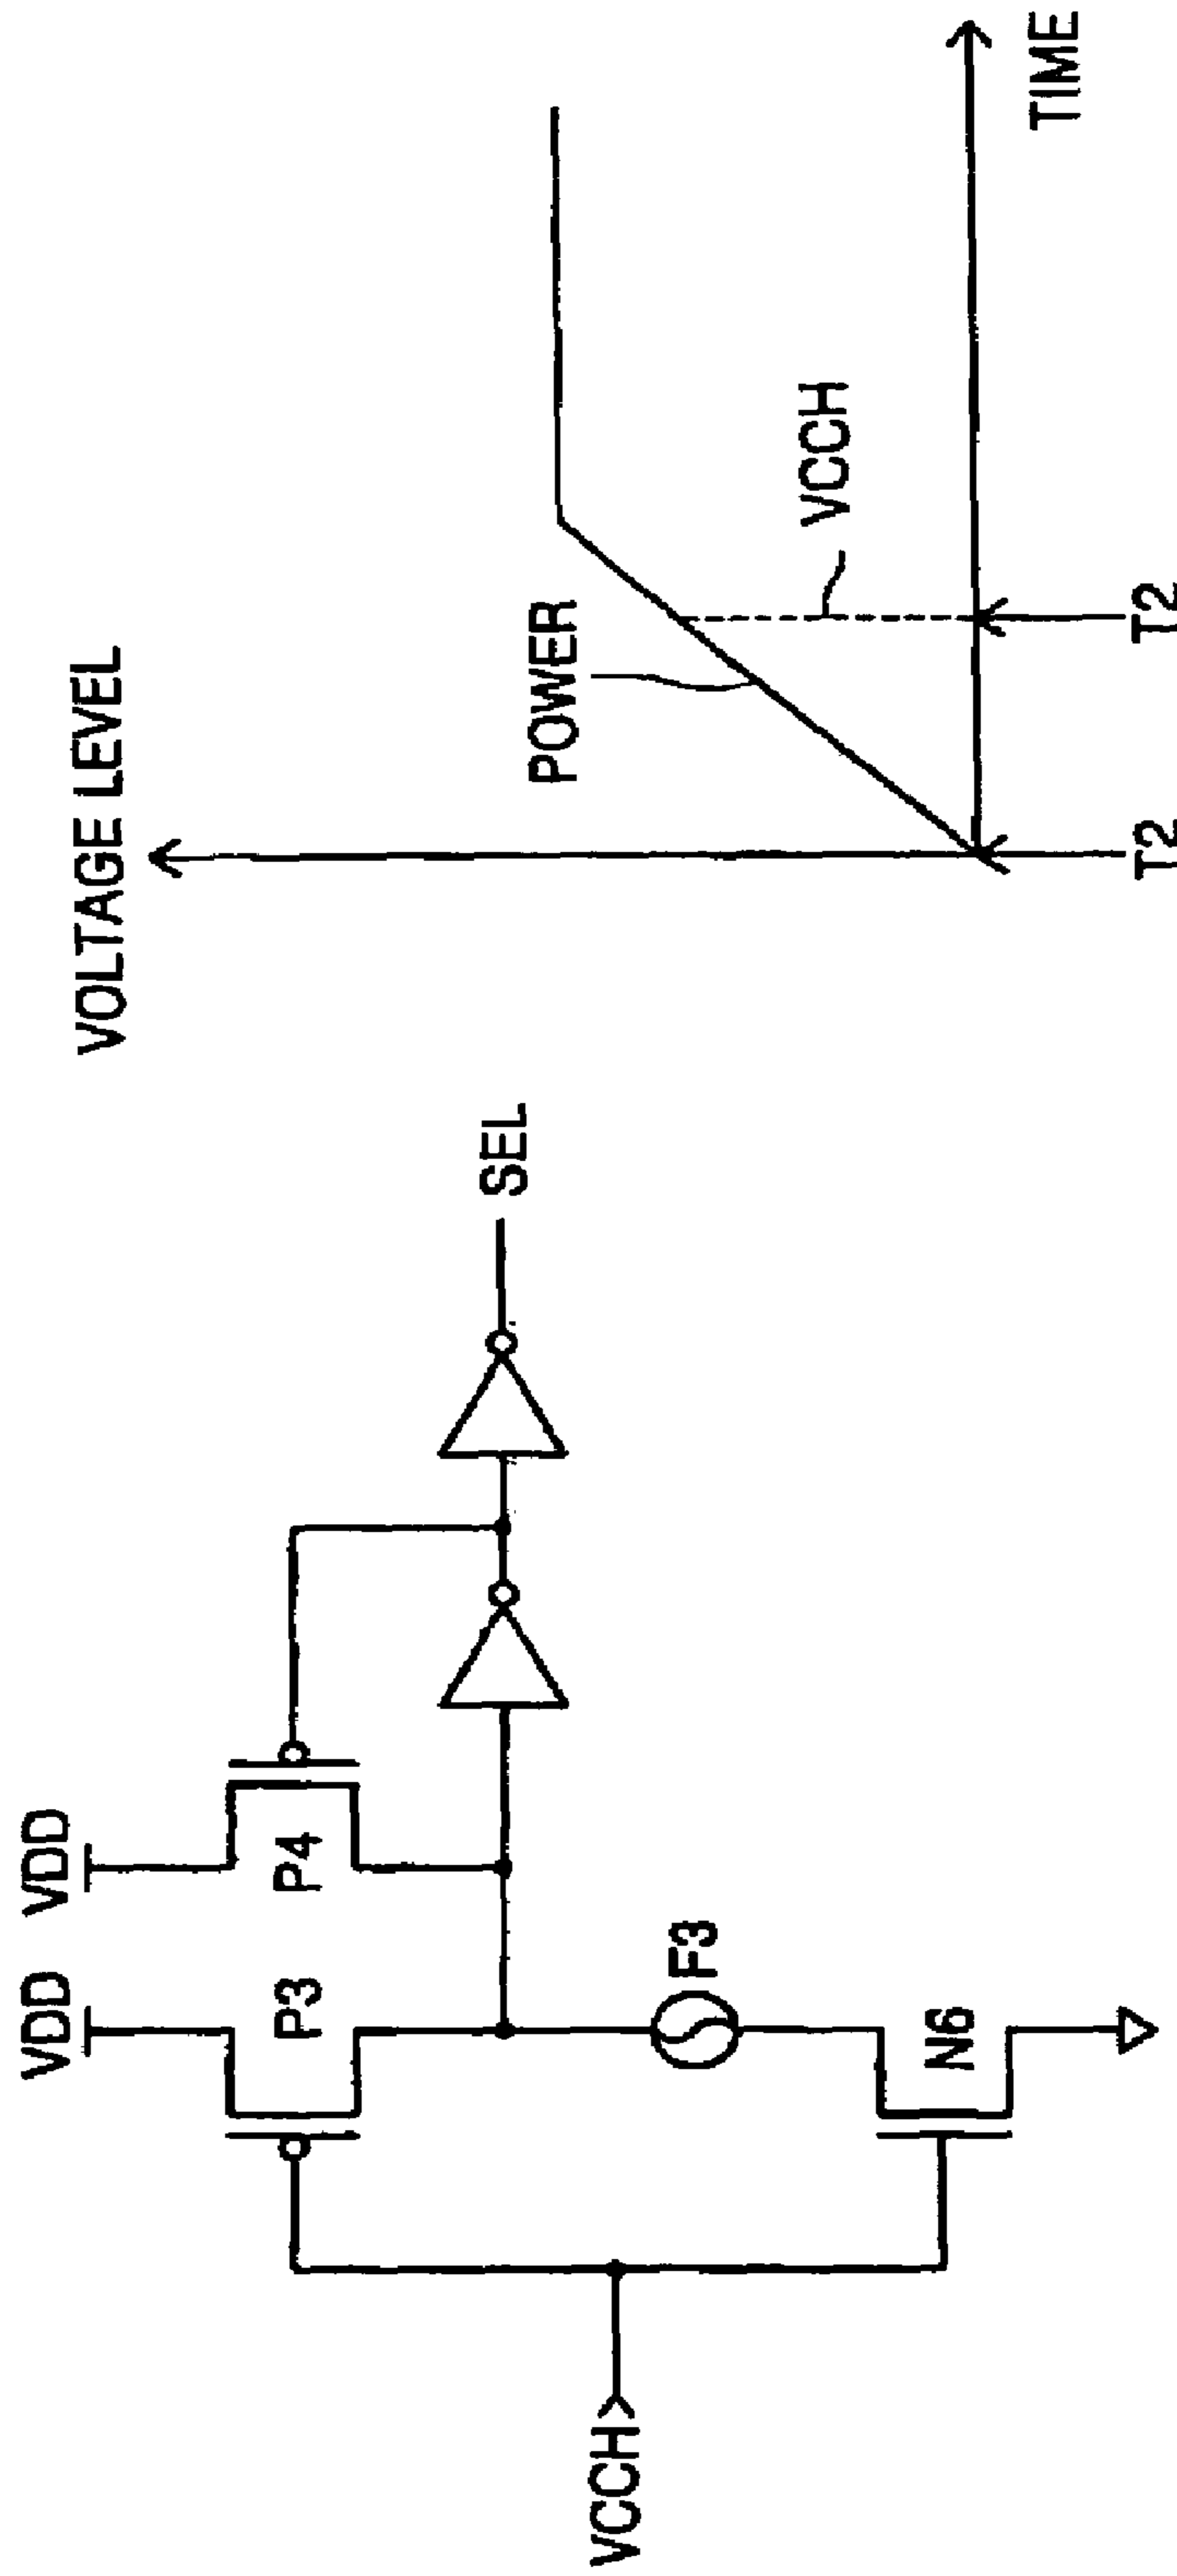 VDD
VDD
P3
P4
VCCH
F3
N6
SEL
VOLTAGE LEVEL
POWER
VCCH
TIME
T2
T2